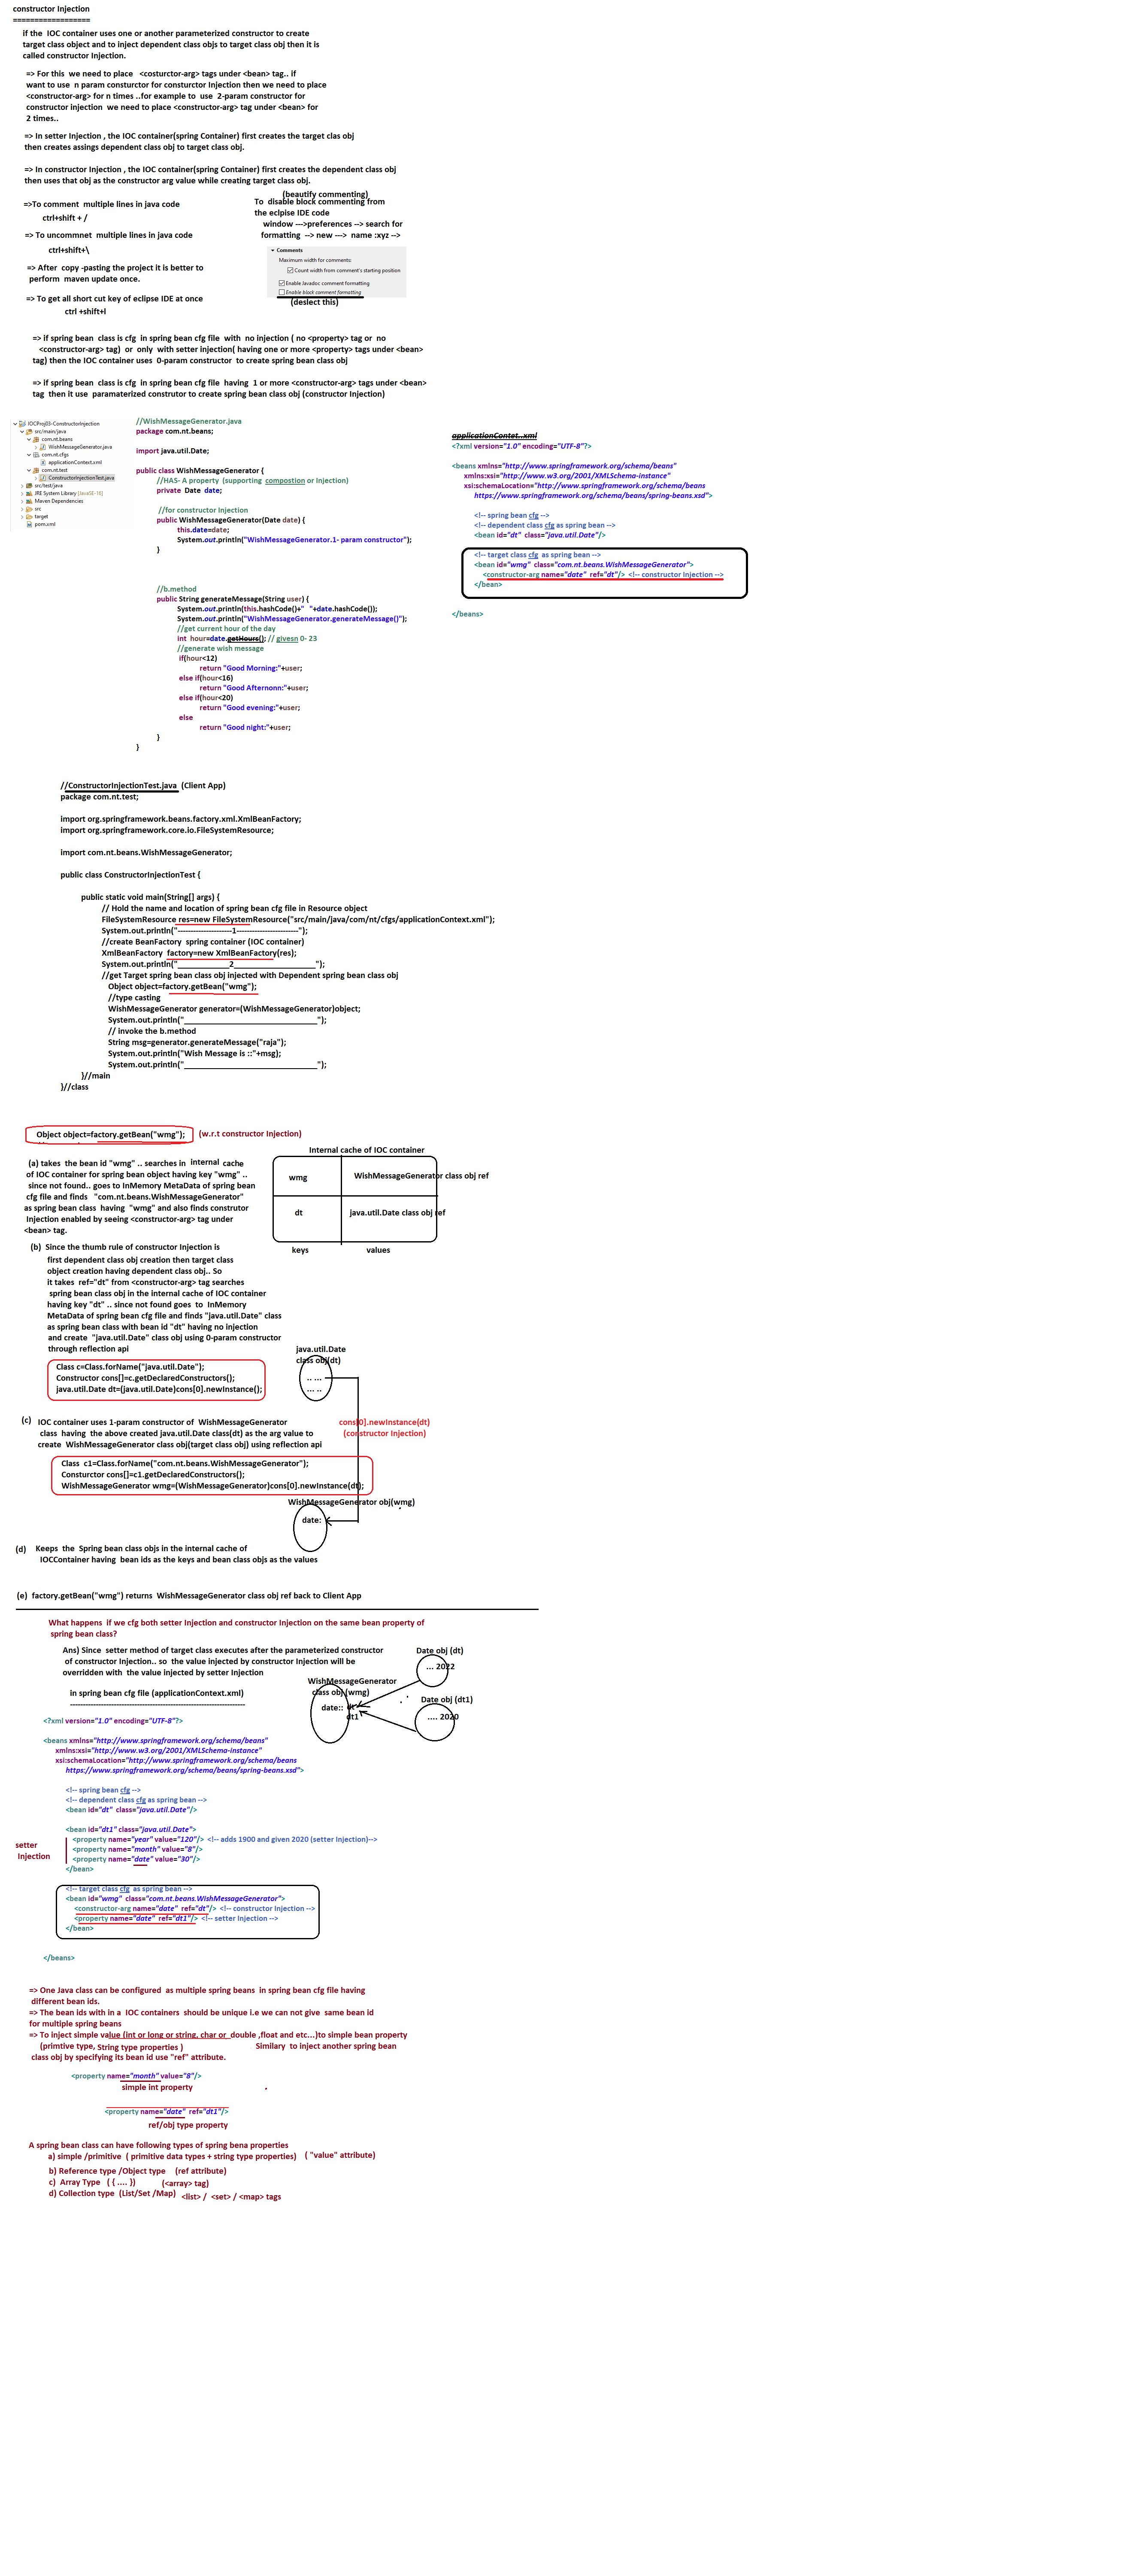 constructor Injection
==================
if the  IOC container uses one or another parameterized constructor to create
target class object and to inject dependent class objs to target class obj then it is
called constructor Injection.
=> For this  we need to place   <costurctor-arg> tags under <bean> tag.. if
want to use  n param consturctor for consturctor Injection then we need to place
<constructor-arg> for n times ..for example to  use  2-param constructor for
constructor injection  we need to place <constructor-arg> tag under <bean> for
2 times..
=> In setter Injection , the IOC container(spring Container) first creates the target clas obj
then creates assings dependent class obj to target class obj.
=> In constructor Injection , the IOC container(spring Container) first creates the dependent class obj
then uses that obj as the constructor arg value while creating target class obj.
=>To comment  multiple lines in java code
ctrl+shift + /
=> To uncommnet  multiple lines in java code
ctrl+shift+\
=> After  copy -pasting the project it is better to
perform  maven update once.
=> To get all short cut key of eclipse IDE at once
ctrl +shift+l
(beautify commenting)
To  disable block commenting from
the eclpise IDE code
window --->preferences --> search for
formatting  --> new --->  name :xyz -->
Comments
Maximum width for comments:
Count width from comment's starting position
Enable Javadoc comment formatting
Enable block comment formatting
(deselect this)
=> if spring bean  class is cfg  in spring bean cfg file  with  no injection ( no <property> tag or  no
<constructor-arg> tag)  or  only  with setter injection( having one or more <property> tags under <bean>
tag) then the IOC container uses  0-param constructor  to create spring bean class obj
=> if spring bean  class is cfg  in spring bean cfg file  having  1 or more <constructor-arg> tags under <bean>
tag  then it use  paramaterized construtor to create spring bean class obj (constructor Injection)
IOCProj03-ConstructorInjection
src/main/java
com.nt.beans
WishMessageGenerator.java
com.nt.cfgs
applicationContext.xml
com.nt.test
ConstructorInjectionTest.java
src/test/java
JRE System Library [JavaSE-16]
Maven Dependencies
src
target
pom.xml
//WishMessageGenerator.java
package com.nt.beans;
import java.util.Date;
public class WishMessageGenerator {
//HAS- A property  (supporting  compostion or Injection)
private  Date  date;
//for constructor Injection
public WishMessageGenerator(Date date) {
this.date=date;
System.out.println("WishMessageGenerator.1- param constructor");
}
//b.method
public String generateMessage(String user) {
System.out.println(this.hashCode()+"   "+date.hashCode());
System.out.println("WishMessageGenerator.generateMessage()");
//get current hour of the day
int  hour=date.getHours(); // givesn 0- 23
//generate wish message
if(hour<12)
return "Good Morning:"+user;
else if(hour<16)
return "Good Afternonn:"+user;
else if(hour<20)
return "Good evening:"+user;
else
return "Good night:"+user;
}
}
applicationContet..xml
<?xml version="1.0" encoding="UTF-8"?>
<beans xmlns="http://www.springframework.org/schema/beans"
xmlns:xsi="http://www.w3.org/2001/XMLSchema-instance"
xsi:schemaLocation="http://www.springframework.org/schema/beans
https://www.springframework.org/schema/beans/spring-beans.xsd">
<!-- spring bean cfg -->
<!-- dependent class cfg as spring bean -->
<bean id="dt"  class="java.util.Date"/>
<!-- target class cfg  as spring bean -->
<bean id="wmg"  class="com.nt.beans.WishMessageGenerator">
<constructor-arg name="date"  ref="dt"/>  <!-- constructor Injection -->
</bean>
</beans>
//ConstructorInjectionTest.java  (Client App)
package com.nt.test;
import org.springframework.beans.factory.xml.XmlBeanFactory;
import org.springframework.core.io.FileSystemResource;
import com.nt.beans.WishMessageGenerator;
public class ConstructorInjectionTest {
public static void main(String[] args) {
// Hold the name and location of spring bean cfg file in Resource object
FileSystemResource res=new FileSystemResource("src/main/java/com/nt/cfgs/applicationContext.xml");
System.out.println("---------------------1------------------------");
//create BeanFactory  spring container (IOC container)
XmlBeanFactory  factory=new XmlBeanFactory(res);
System.out.println("_____________2____________________");
//get Target spring bean class obj injected with Dependent spring bean class obj
Object object=factory.getBean("wmg");
//type casting
WishMessageGenerator generator=(WishMessageGenerator)object;
System.out.println("_________________________________");
// invoke the b.method
String msg=generator.generateMessage("raja");
System.out.println("Wish Message is ::"+msg);
System.out.println("_________________________________");
}//main
}//class
Object object=factory.getBean("wmg");   (w.r.t constructor Injection)
(a) takes  the bean id "wmg" .. searches in  internal  cache
of IOC container for spring bean object having key "wmg" ..
since not found.. goes to InMemory MetaData of spring bean
cfg file and finds   "com.nt.beans.WishMessageGenerator"
as spring bean class  having  "wmg" and also finds construtor
Injection enabled by seeing <constructor-arg> tag under
<bean> tag.
Internal cache of IOC container
wmg   WishMessageGenerator class obj ref
dt   java.util.Date class obj ref
keys   values
(b)  Since the thumb rule of constructor Injection is
first dependent class obj creation then target class
object creation having dependent class obj.. So
it takes  ref="dt" from <constructor-arg> tag searches
spring bean class obj in the internal cache of IOC container
having key "dt" .. since not found goes  to  InMemory
MetaData of spring bean cfg file and finds "java.util.Date" class
as spring bean class with bean id "dt" having no injection
and create  "java.util.Date" class obj using 0-param constructor
through reflection api
Class c=Class.forName("java.util.Date");
Constructor cons[]=c.getDeclaredConstructors();
java.util.Date dt=(java.util.Date)cons[0].newInstance();
java.util.Date
class obj(dt)
.. ...
... ..
(c)  IOC container uses 1-param constructor of  WishMessageGenerator
class  having  the above created java.util.Date class(dt) as the arg value to
create  WishMessageGenerator class obj(target class obj) using reflection api
cons[0].newInstance(dt)
(constructor Injection)
Class  c1=Class.forName("com.nt.beans.WishMessageGenerator");
Consturctor cons[]=c1.getDeclaredConstructors();
WishMessageGenerator wmg=(WishMessageGenerator)cons[0].newInstance(dt);
WishMessageGenerator obj(wmg)
date:
(d)  Keeps  the  Spring bean class objs in the internal cache of
IOCContainer having  bean ids as the keys and bean class objs as the values
(e)  factory.getBean("wmg") returns  WishMessageGenerator class obj ref back to Client App
What happens  if we cfg both setter Injection and constructor Injection on the same bean property of
spring bean class?
Ans) Since  setter method of target class executes after the parameterized constructor
of constructor Injection.. so  the value injected by constructor Injection will be
overridden with  the value injected by setter Injection
Date obj (dt)
... 2022
WishMessageGenerator
class obj (wmg)
date::  dt
dt1
Date obj (dt1)
.... 2020
in spring bean cfg file (applicationContext.xml)
----------------------------------------------------------------
<?xml version="1.0" encoding="UTF-8"?>
<beans xmlns="http://www.springframework.org/schema/beans"
xmlns:xsi="http://www.w3.org/2001/XMLSchema-instance"
xsi:schemaLocation="http://www.springframework.org/schema/beans
https://www.springframework.org/schema/beans/spring-beans.xsd">
<!-- spring bean cfg -->
<!-- dependent class cfg as spring bean -->
<bean id="dt"  class="java.util.Date"/>
<bean id="dt1" class="java.util.Date">
<property name="year" value="120"/>  <!-- adds 1900 and given 2020 (setter Injection)-->
<property name="month" value="8"/>
<property name="date" value="30"/>
</bean>
setter
Injection
<!-- target class cfg  as spring bean -->
<bean id="wmg"  class="com.nt.beans.WishMessageGenerator">
<constructor-arg name="date"  ref="dt"/>  <!-- constructor Injection -->
<property name="date"  ref="dt1"/>  <!-- setter Injection -->
</bean>
</beans>
=> One Java class can be configured  as multiple spring beans  in spring bean cfg file having
different bean ids.
=> The bean ids with in a  IOC containers  should be unique i.e we can not give  same bean id
for multiple spring beans
=> To inject simple value (int or long or string, char or  double ,float and etc...)to simple bean property
(primtive type, String type properties )   Similary  to inject another spring bean
class obj by specifying its bean id use "ref" attribute.
<property name="month" value="8"/>
simple int property
<property name="date"  ref="dt1"/>
ref/obj type property
A spring bean class can have following types of spring bena properties
a) simple /primitive  ( primitive data types + string type properties)   ( "value" attribute)
b) Reference type /Object type   (ref attribute)
c)  Array Type   ( { .... })   (<array> tag)
d) Collection type  (List/Set /Map)   <list> /  <set> / <map> tags